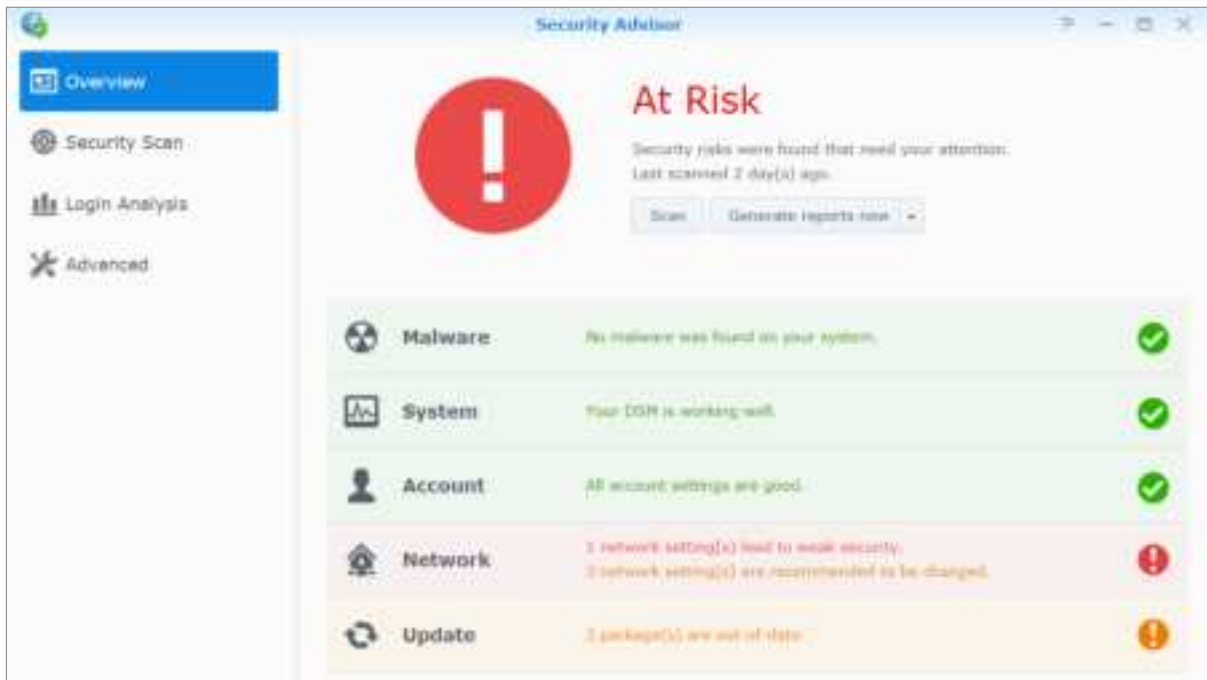 Security Advisor
Overview
Security Scan
Login Analysis
Advanced
At Risk
Security risks were found that need your attention.
Last scanned 2 day(s) ago.
Scan
Generate reports now
Malware
No malware was found on your system.
System
Your DSM is working well.
Account
All account settings are good.
Network
network setting(s) lead to weak security.
network setting(s) are recommended to be changed.
Update
package(s) are out of date.